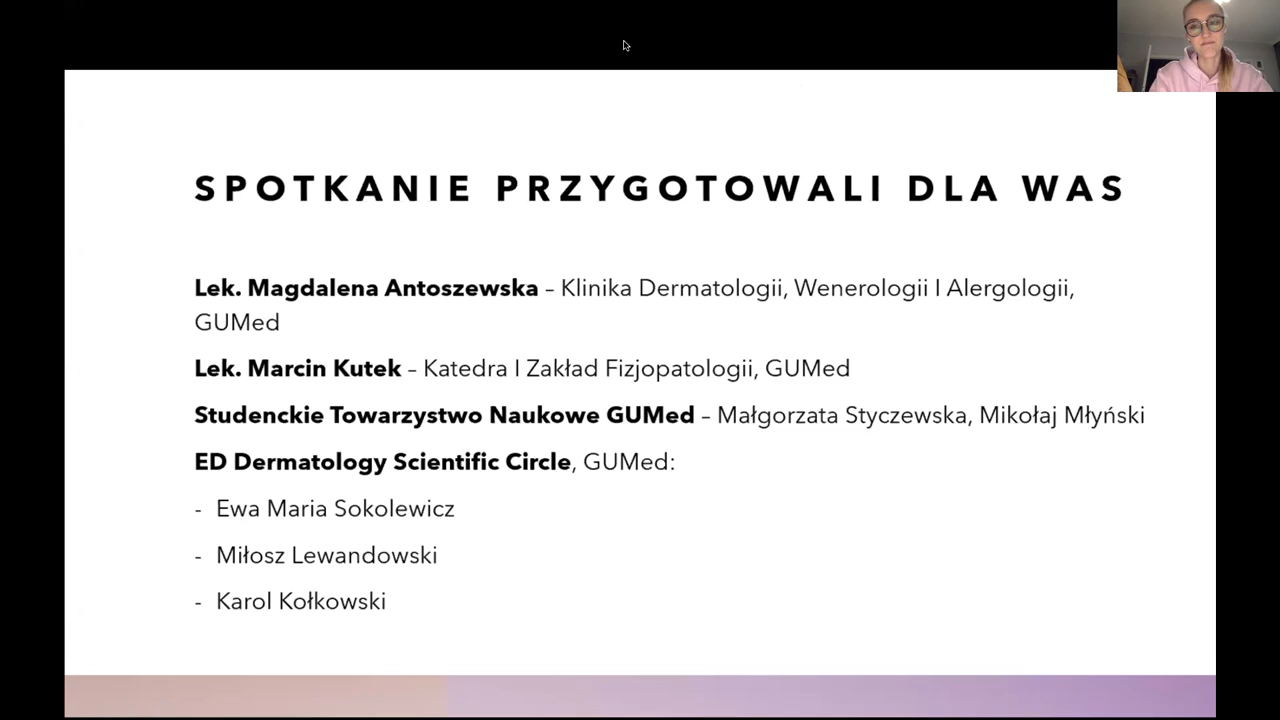 SPOTKANIE PRZYGOTOWALI DLA WAS
Lek. Magdalena Antoszewska – Klinika Dermatologii, Wenerologii I Alergologii,
GUMed
Lek. Marcin Kutek – Katedra I Zakład Fizjopatologii, GUMed
Studenckie Towarzystwo Naukowe GUMed – Małgorzata Styczewska, Mikołaj Młyński
ED Dermatology Scientific Circle, GUMed:
- Ewa Maria Sokolewicz
- Miłosz Lewandowski
- Karol Kołkowski